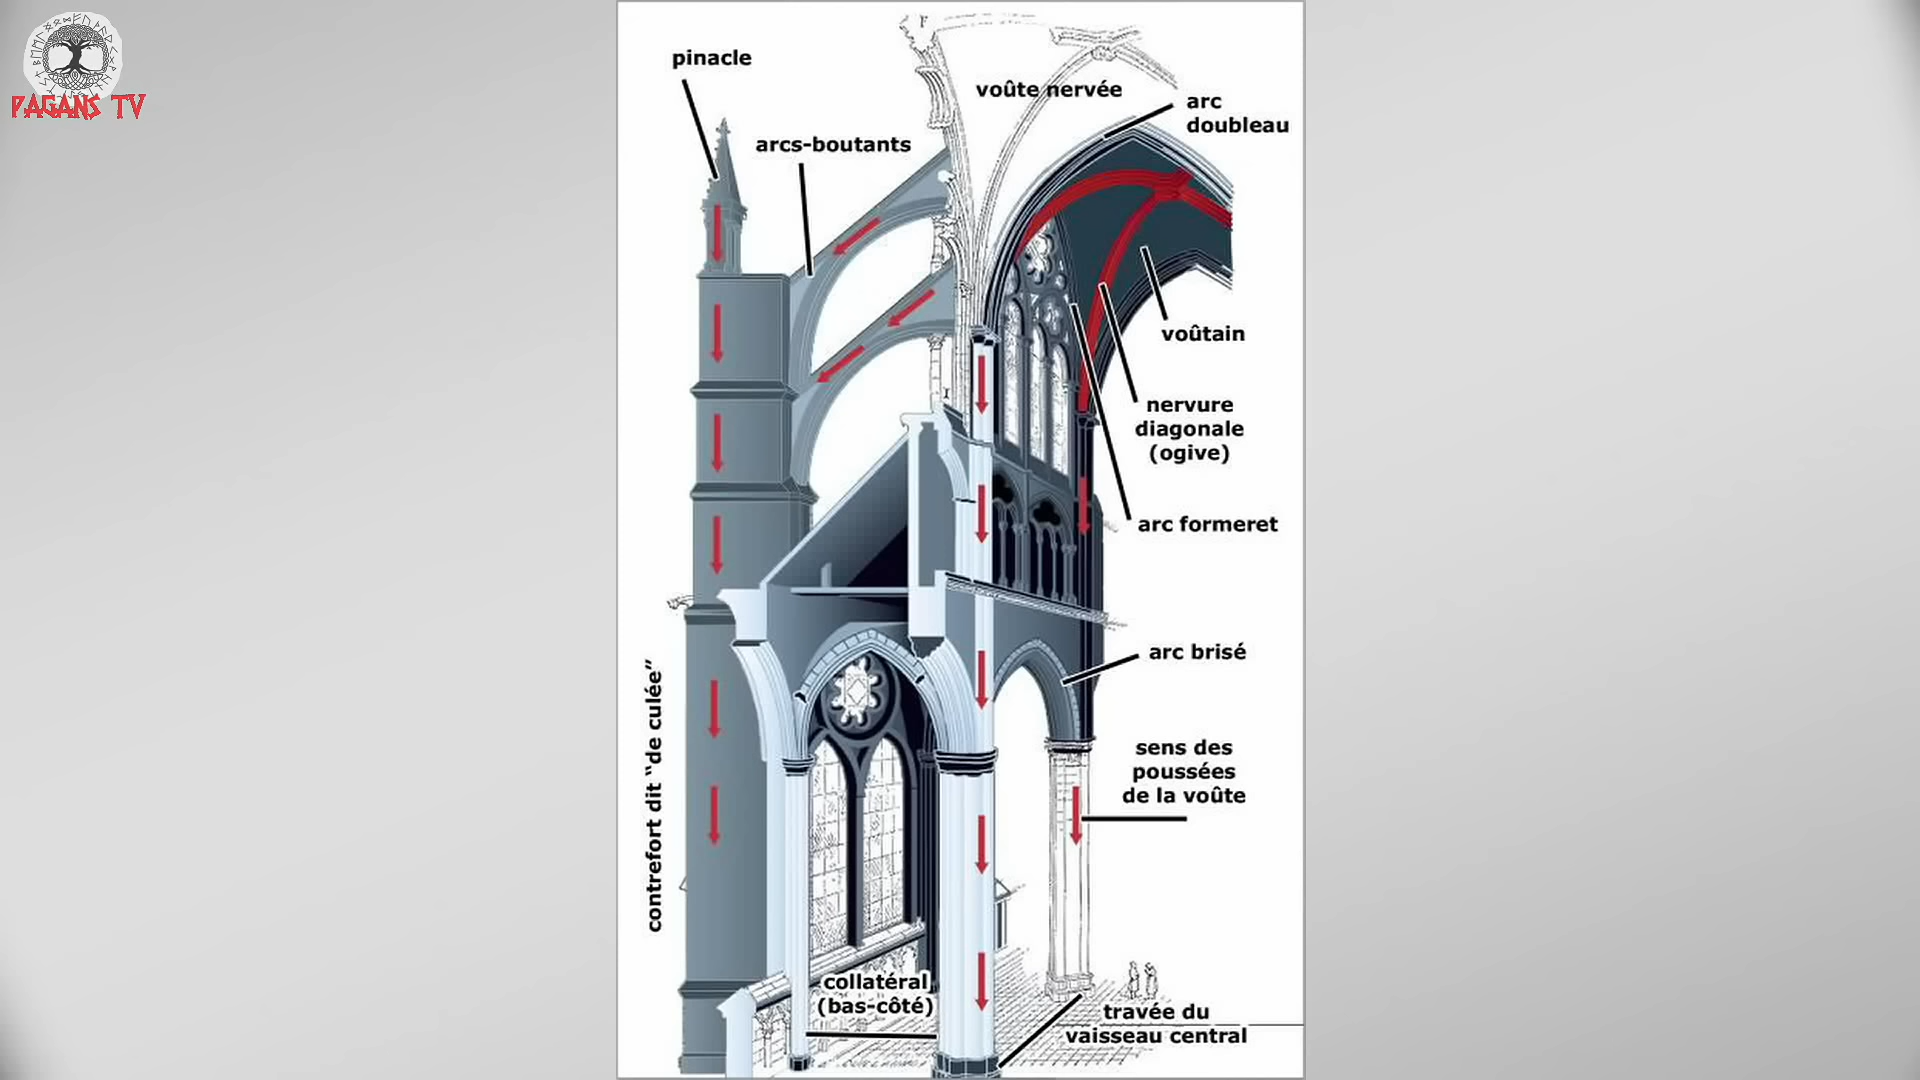 PAGANS TV
pinacle
voûte nervée
arc
doubleau
arcs-boutants
voûtain
nervure
diagonale
(ogive)
arc formeret
arc brisé
sens des
poussées
de la voûte
contrefort dit "de culée"
collatéral
(bas-côté)
travée du
vaisseau central